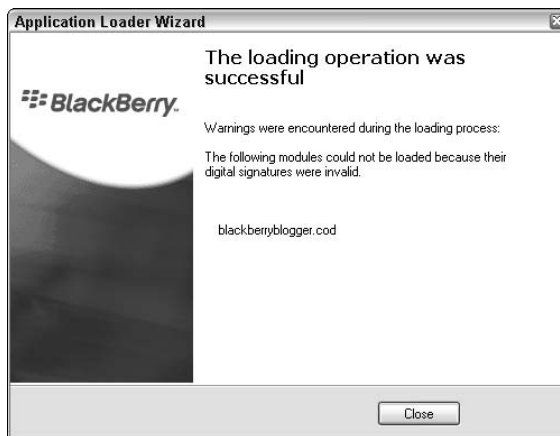 Application Loader Wizard
The loading operation was
successful
BlackBerry.
Warnings were encountered during the loading process:
The following modules could not be loaded because their
digital signatures were invalid.
blackberryblogger.cod
Close